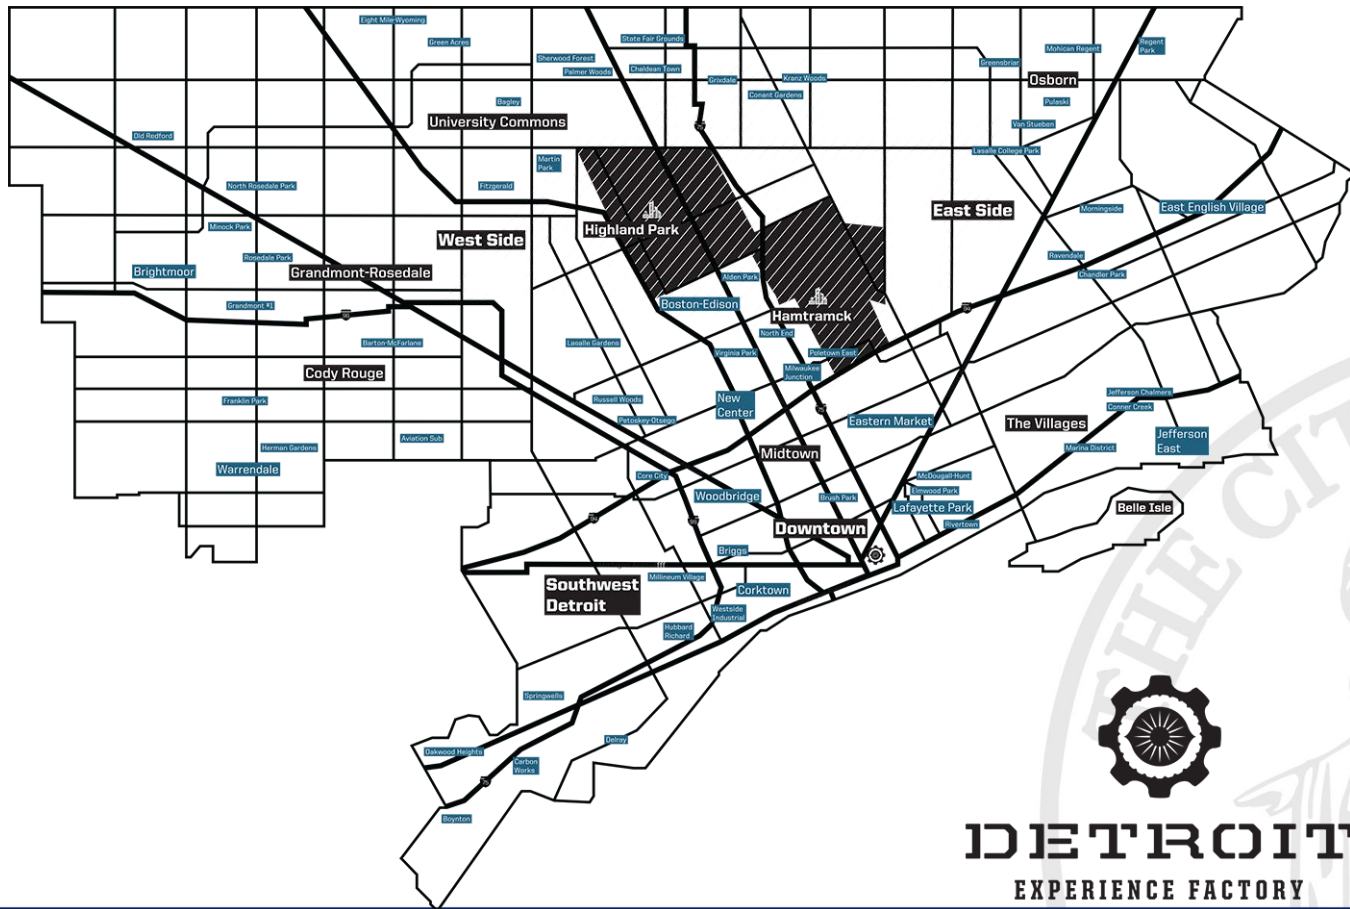 Eight Mile-Wyoming
Green Acres
State Fair Grounds
Sherwood Forest
Palmer Woods
Chaldean Town
Grixdale
Kranz Woods
Conant Gardens
Mohican Regent
Regent
Park
Greensbriar
Osborn
Pulaski
Van Stueben
Lasalle College Park
Bagley
University Commons
Old Redford
Martin
Park
Fitzgerald
North Rosedale Park
Minock Park
Rosedale Park
West Side
Highland Park
East Side
Morningside
East English Village
Brightmoor
Grandmont-Rosedale
Ravendale
Chandler Park
Alden Park
Boston-Edison
Hamtramck
Grandmont #1
Barton-McFarlane
Lasalle Gardens
North End
Virginia Park
Poletown East
Milwaukee
Junction
Cody Rouge
Franklin Park
Russell Woods
Petoskey-Otsego
New
Center
Eastern Market
Jefferson Chalmers
Conner Creek
The Villages
Jefferson
East
Marina District
Aviation Sub
Herman Gardens
Warrendale
Midtown
Core City
Woodbridge
Brush Park
McDougall-Hunt
Elmwood Park
Lafayette Park
Rivertown
Belle Isle
Downtown
Briggs
Millineum Village
Southwest
Detroit
Corktown
Westside
Industrial
Hubbard
Richard
Springwells
Oakwood Heights
Delray
Carbon
Works
Boynton
THE CIT
DETROIT
EXPERIENCE FACTORY